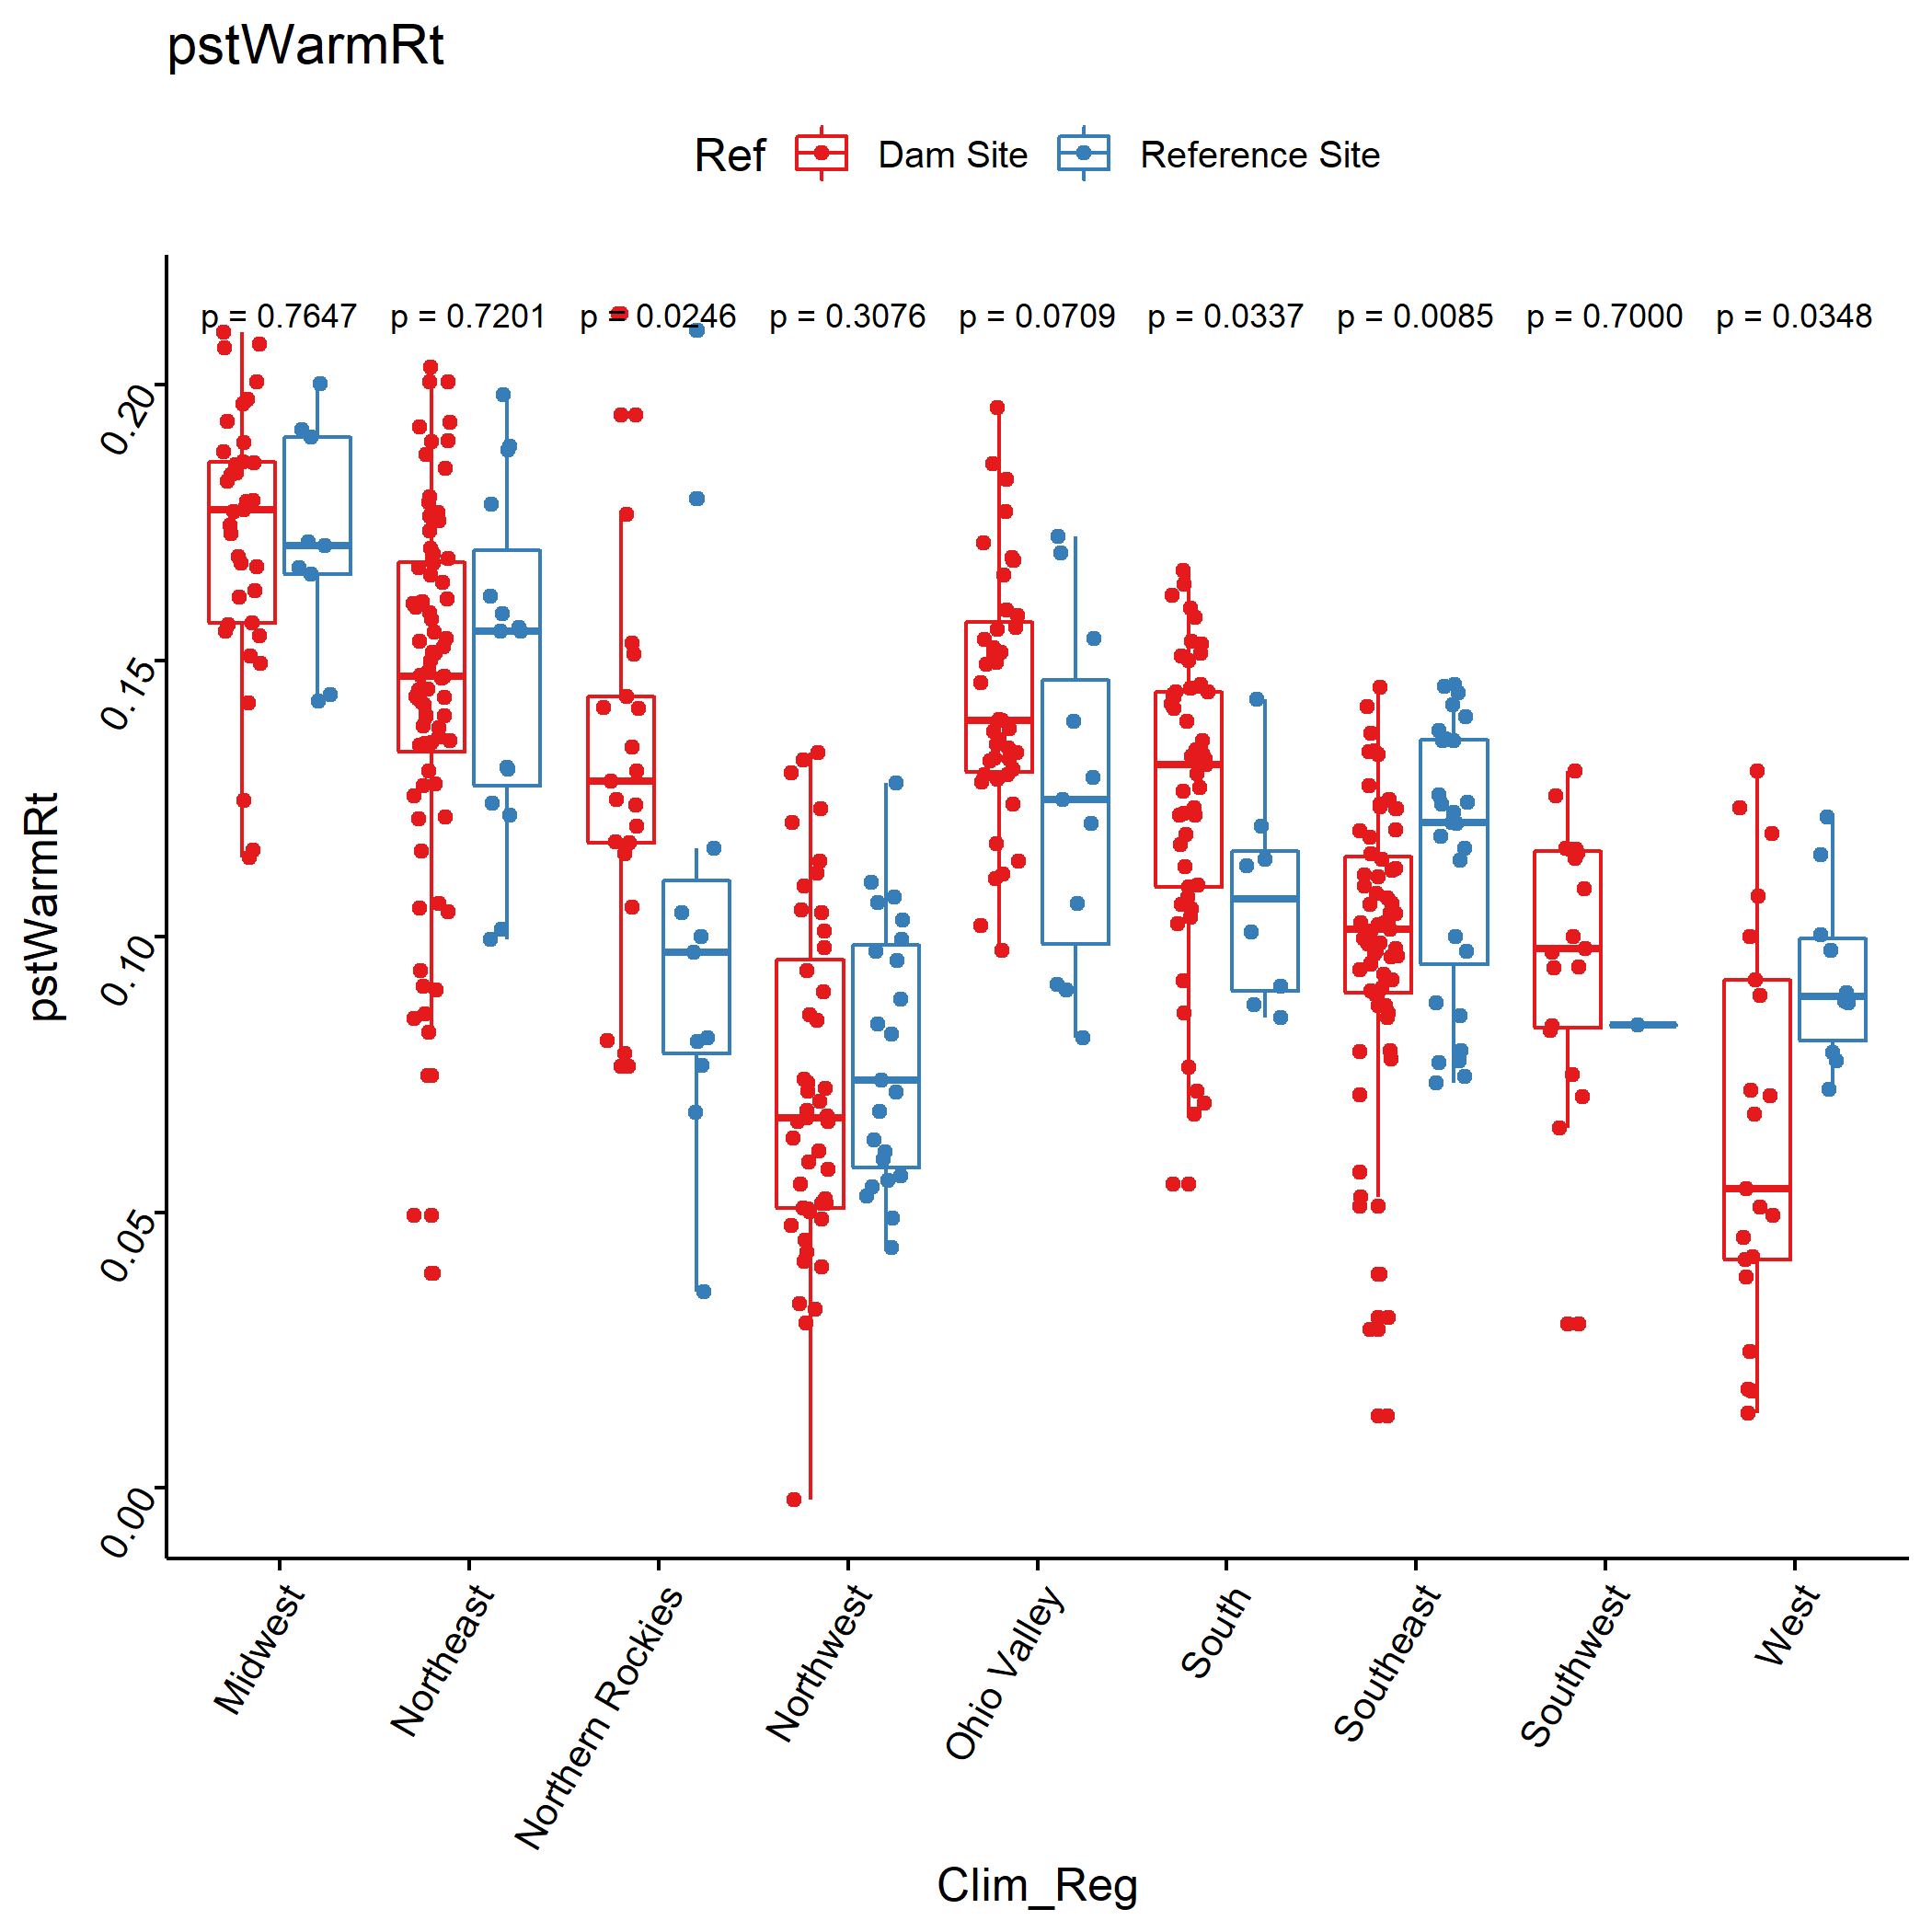 pstWarmRt
Ref Dam Site Reference Site
p = 0.7647 p = 0.7201 p = 0.0246 p = 0.3076 p = 0.0709 p = 0.0337 p = 0.0085 p = 0.7000 p = 0.0348
0.20
0.15
0.10
0.05
0.00
pstWarmRt
Midwest Northeast Northern Rockies Northwest Ohio Valley South Southeast Southwest West
Clim_Reg